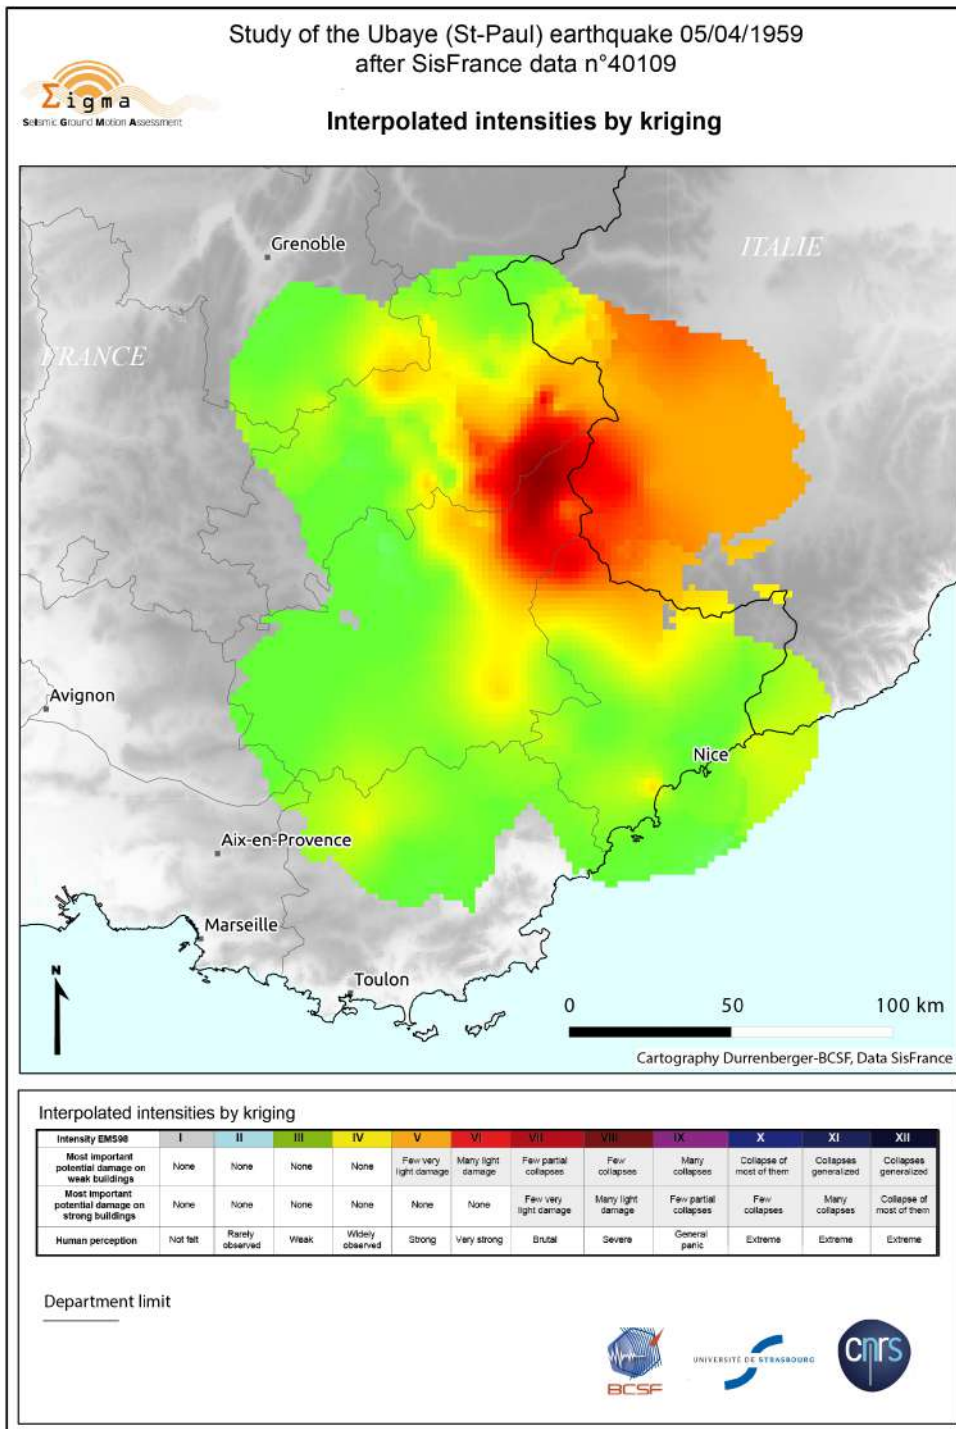 Study of the Ubaye (St-Paul) earthquake 05/04/1959
after SisFrance data n°40109
Σigma
Seismic Ground Motion Assessment
Interpolated intensities by kriging
Grenoble
ITALIE
FRANCE
Avignon
Nice
Aix-en-Provence
Marseille
Toulon
N
0 50 100 km
Cartography Durrenberger-BCSF, Data SisFrance
Interpolated intensities by kriging
Intensity EMS98 I II III IV V VI VII VIII IX X XI XII
Most important potential damage on weak buildings None None None None Few very light damage Many light damage Few partial collapses Few collapses Many collapses Collapse of most of them Collapses generalized Collapses generalized
Most important potential damage on strong buildings None None None None None None Few very light damage Many light damage Few partial collapses Few collapses Many collapses Collapse of most of them
Human perception Not felt Rarely observed Weak Widely observed Strong Very strong Brutal Severe General panic Extreme Extreme Extreme
Department limit
BCSF
UNIVERSITÉ DE STRASBOURG
cnrs